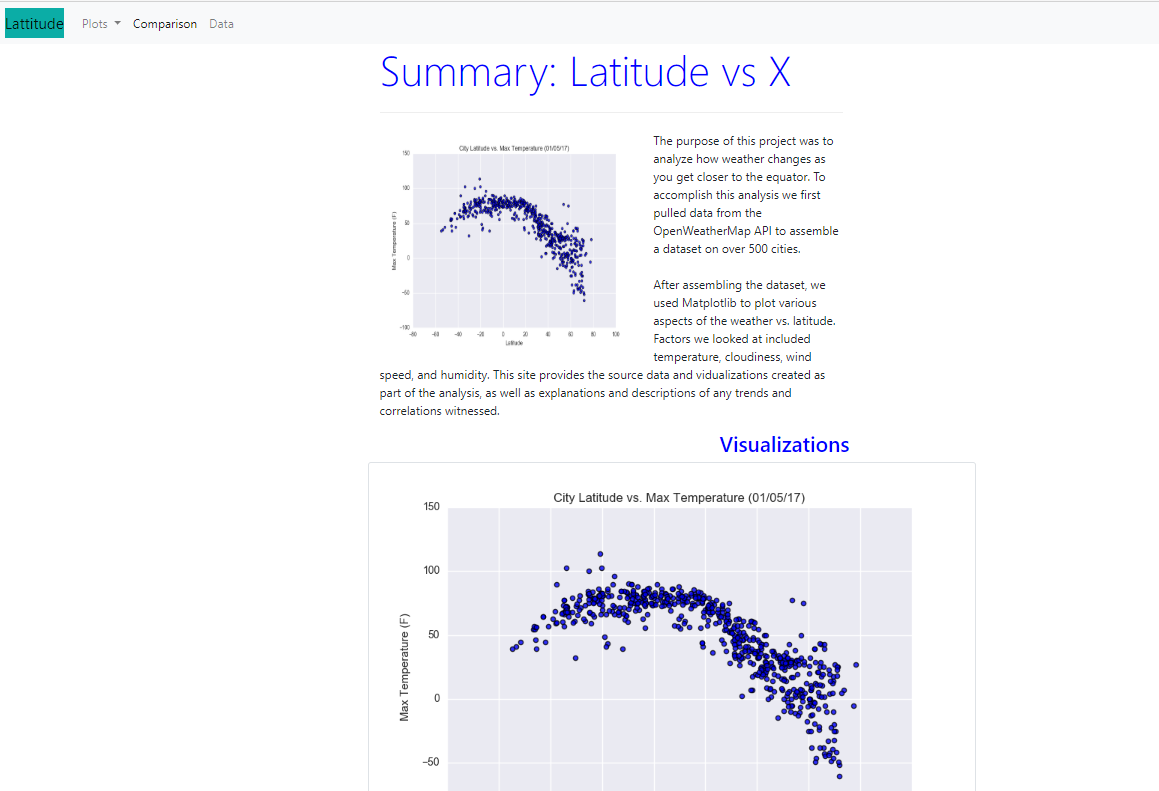 Lattitude Plots Comparison Data
Summary: Latitude vs X
City Latitude vs. Max Temperature (01/05/17)
150
100
50
0
−50
−100
Max Temperature (F)
−80 −60 −40 −20 0 20 40 60 80 100
Latitude
The purpose of this project was to
analyze how weather changes as
you get closer to the equator. To
accomplish this analysis we first
pulled data from the
OpenWeatherMap API to assemble
a dataset on over 500 cities.
After assembling the dataset, we
used Matplotlib to plot various
aspects of the weather vs. latitude.
Factors we looked at included
temperature, cloudiness, wind
speed, and humidity. This site provides the source data and vidualizations created as
part of the analysis, as well as explanations and descriptions of any trends and
correlations witnessed.
Visualizations
City Latitude vs. Max Temperature (01/05/17)
150
100
50
0
−50
Max Temperature (F)